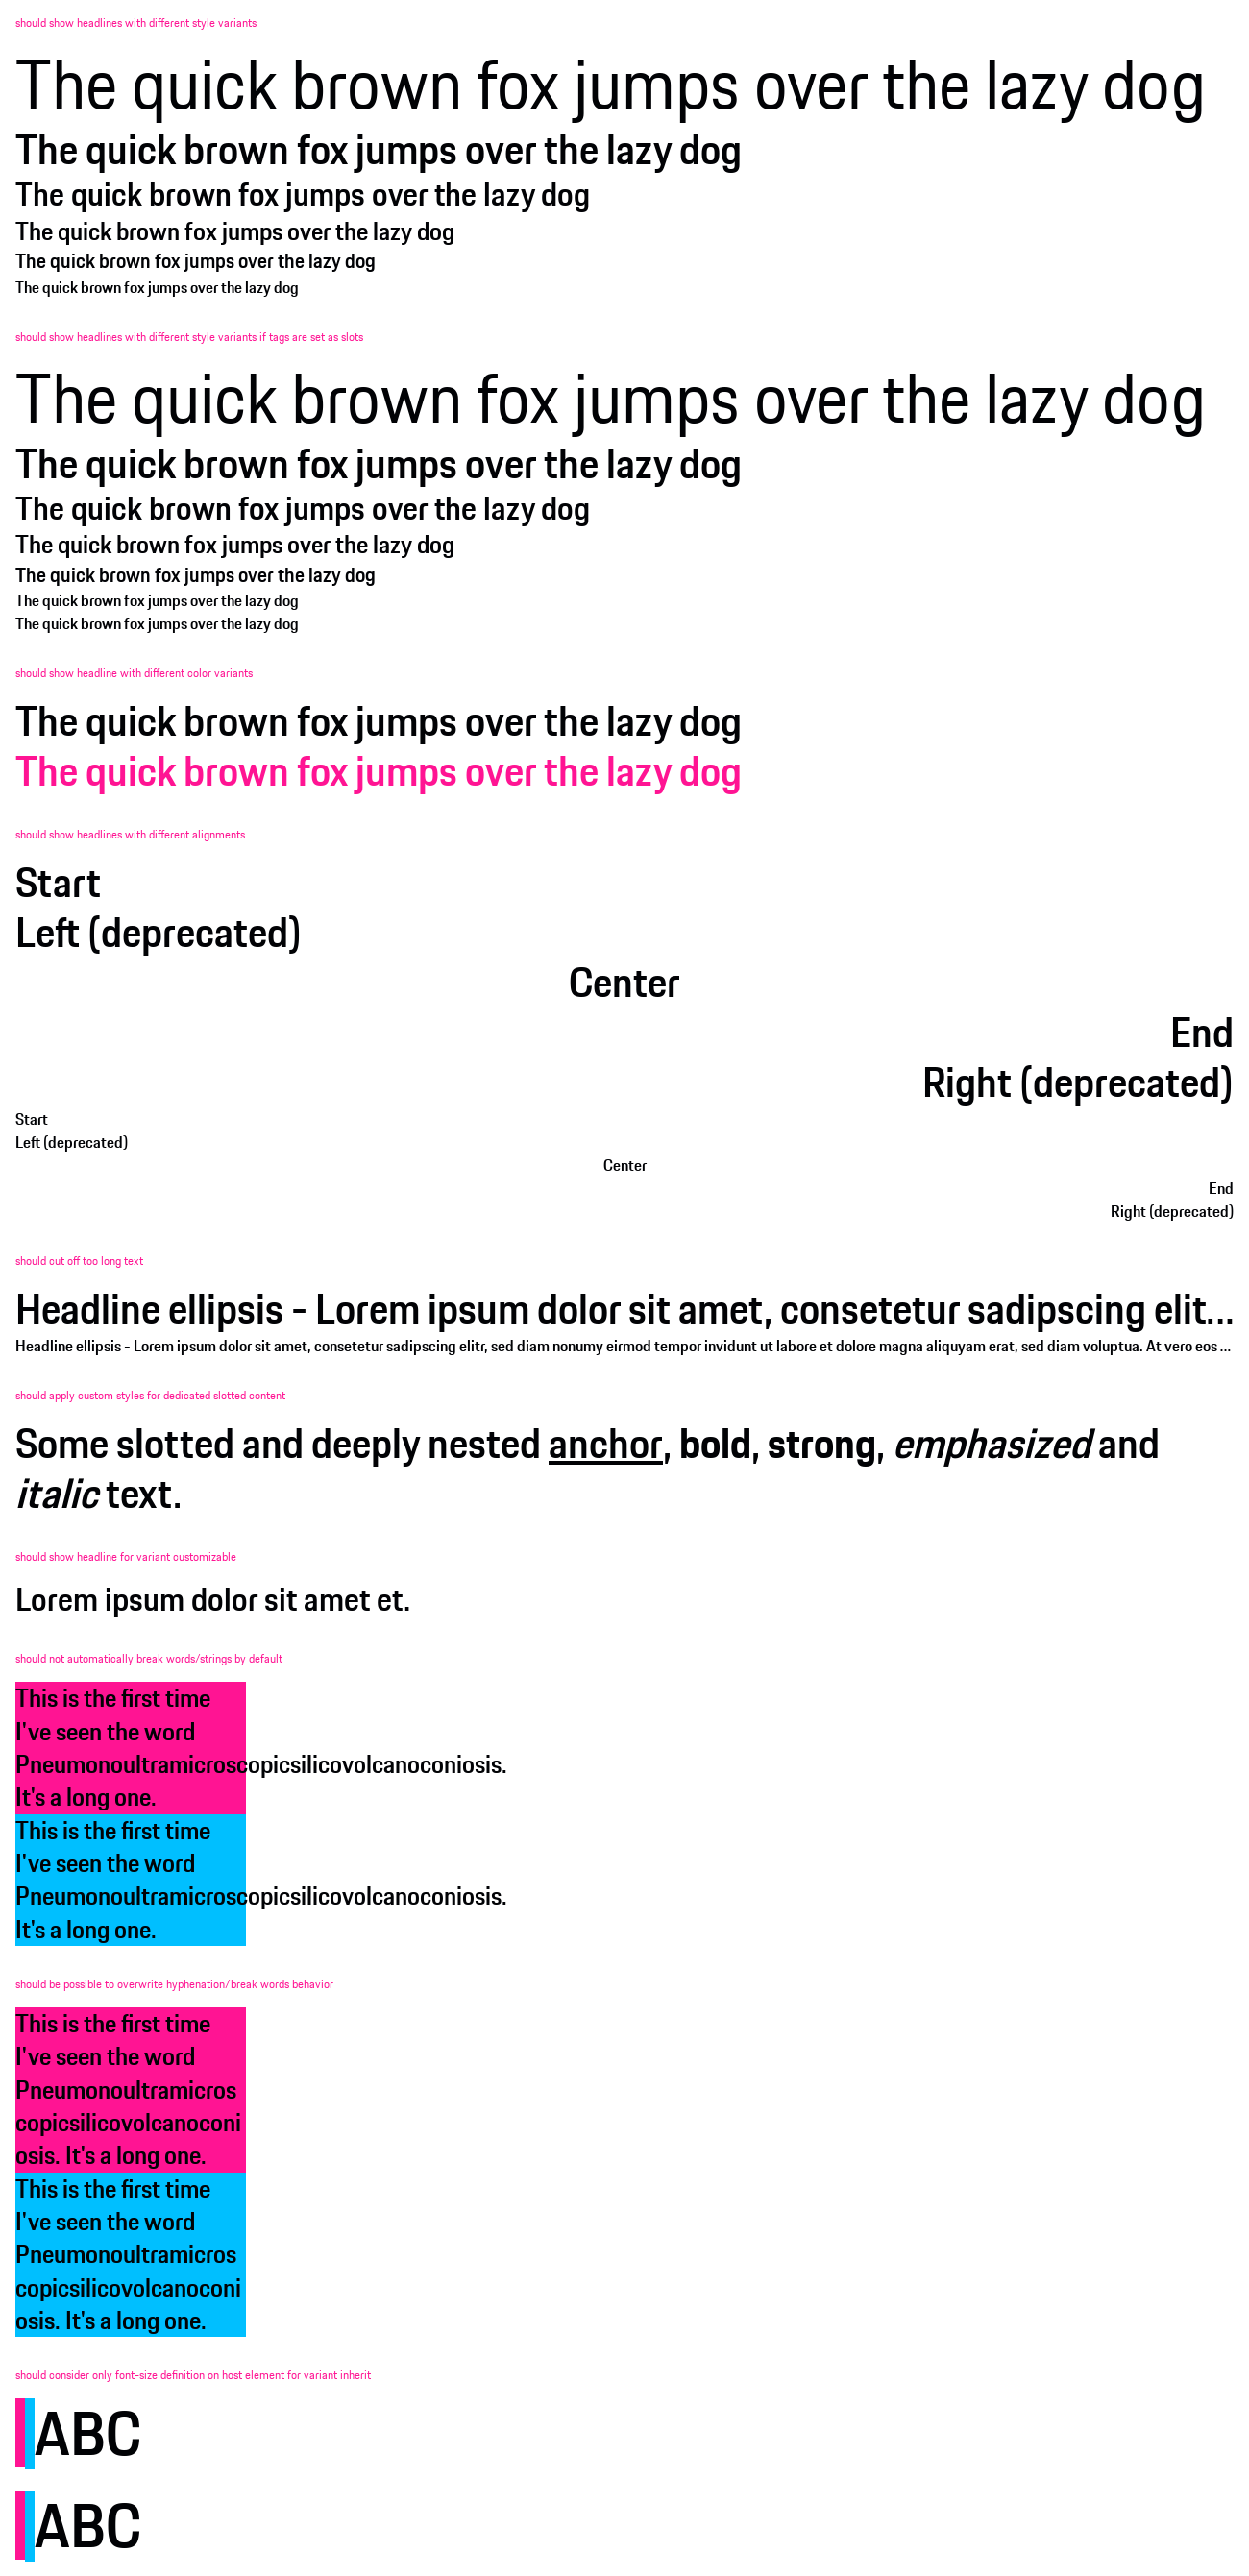 should show headlines with different style variants
The quick brown fox jumps over the lazy dog
The quick brown fox jumps over the lazy dog
The quick brown fox jumps over the lazy dog
The quick brown fox jumps over the lazy dog
The quick brown fox jumps over the lazy dog
The quick brown fox jumps over the lazy dog
should show headlines with different style variants if tags are set as slots
The quick brown fox jumps over the lazy dog
The quick brown fox jumps over the lazy dog
The quick brown fox jumps over the lazy dog
The quick brown fox jumps over the lazy dog
The quick brown fox jumps over the lazy dog
The quick brown fox jumps over the lazy dog
The quick brown fox jumps over the lazy dog
should show headline with different color variants
The quick brown fox jumps over the lazy dog
The quick brown fox jumps over the lazy dog
should show headlines with different alignments
Start
Left (deprecated)
Center
End
Right (deprecated)
Start
Left (deprecated)
Center
End
Right (deprecated)
should cut off too long text
Headline ellipsis - Lorem ipsum dolor sit amet, consetetur sadipscing elit...
Headline ellipsis - Lorem ipsum dolor sit amet, consetetur sadipscing elitr, sed diam nonumy eirmod tempor invidunt ut labore et dolore magna aliquyam erat, sed diam voluptua. At vero eos ...
should apply custom styles for dedicated slotted content
Some slotted and deeply nested anchor, bold, strong, emphasized and
italic text.
should show headline for variant customizable
Lorem ipsum dolor sit amet et.
should not automatically break words/strings by default
This is the first time
I've seen the word
Pneumonoultramicroscopicsilicovolcanoconiosis.
It's a long one.
This is the first time
I've seen the word
Pneumonoultramicroscopicsilicovolcanoconiosis.
It's a long one.
should be possible to overwrite hyphenation/break words behavior
This is the first time
I've seen the word
Pneumonoultramicros
copicsilicovolcanoconi
osis. It's a long one.
This is the first time
I've seen the word
Pneumonoultramicros
copicsilicovolcanoconi
osis. It's a long one.
should consider only font-size definition on host element for variant inherit
ABC
ABC